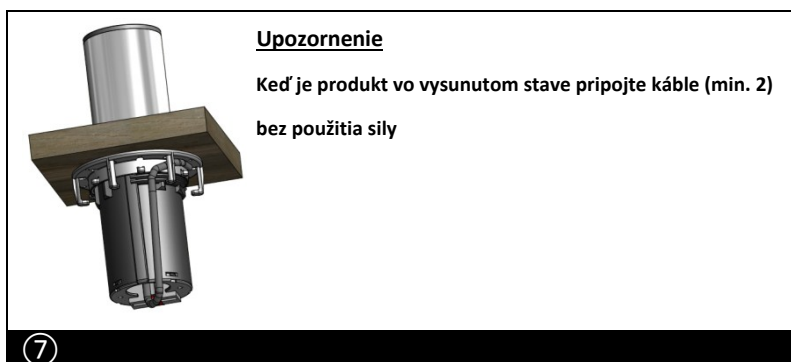 Upozornenie
Keď je produkt vo vysunutom stave pripojte káble (min. 2)
bez použitia sily
⑦